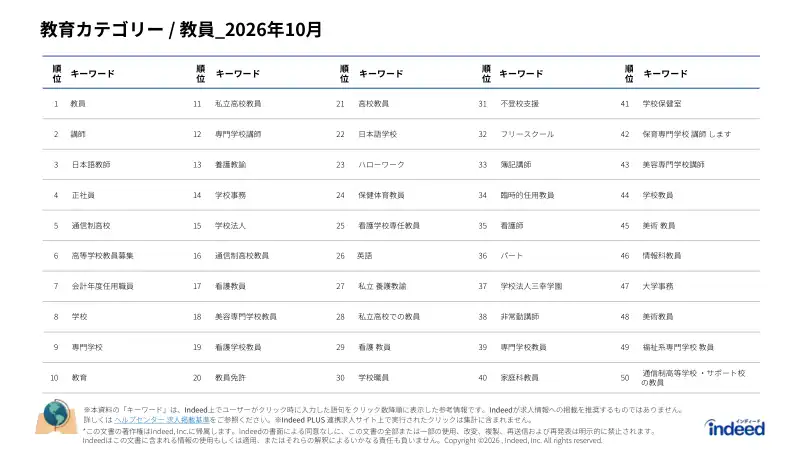 教育カテゴリー / 教員_2026年10月
順位 キーワード 順位 キーワード 順位 キーワード 順位 キーワード 順位 キーワード
1 教員 11 私立高校教員 21 高校教員 31 不登校支援 41 学校保健室
2 講師 12 専門学校講師 22 日本語学校 32 フリースクール 42 保育専門学校 講師 します
3 日本語教師 13 養護教諭 23 ハローワーク 33 簿記講師 43 美容専門学校講師
4 正社員 14 学校事務 24 保健体育教員 34 臨時的任用教員 44 学校教員
5 通信制高校 15 学校法人 25 看護学校専任教員 35 看護師 45 美術 教員
6 高等学校教員募集 16 通信制高校教員 26 英語 36 パート 46 情報科教員
7 会計年度任用職員 17 看護教員 27 私立 養護教諭 37 学校法人三幸学園 47 大学事務
8 学校 18 美容専門学校教員 28 私立高校での教員 38 非常勤講師 48 美術教員
9 専門学校 19 看護学校教員 29 看護 教員 39 専門学校教員 49 福祉系専門学校 教員
10 教育 20 教員免許 30 学校職員 40 家庭科教員 50 通信制高等学校 ・サポート校の教員
※本資料の「キーワード」は、Indeed上でユーザーがクリック時に入力した語句をクリック数降順に表示した参考情報です。Indeedが求人情報への掲載を推奨するものではありません。
詳しくは ヘルプセンター 求人掲載基準をご参照ください。※Indeed PLUS 連携求人サイト上で実行されたクリックは集計に含まれません。
*この文書の著作権はIndeed, Inc.に帰属します。Indeedの書面による同意なしに、この文書の全部または一部の使用、改変、複製、再送信および再発表は明示的に禁止されます。
Indeedはこの文書に含まれる情報の使用もしくは適用、またはそれらの解釈によるいかなる責任も負いません。Copyright ©2026 , Indeed, Inc. All rights reserved.
インディード
indeed